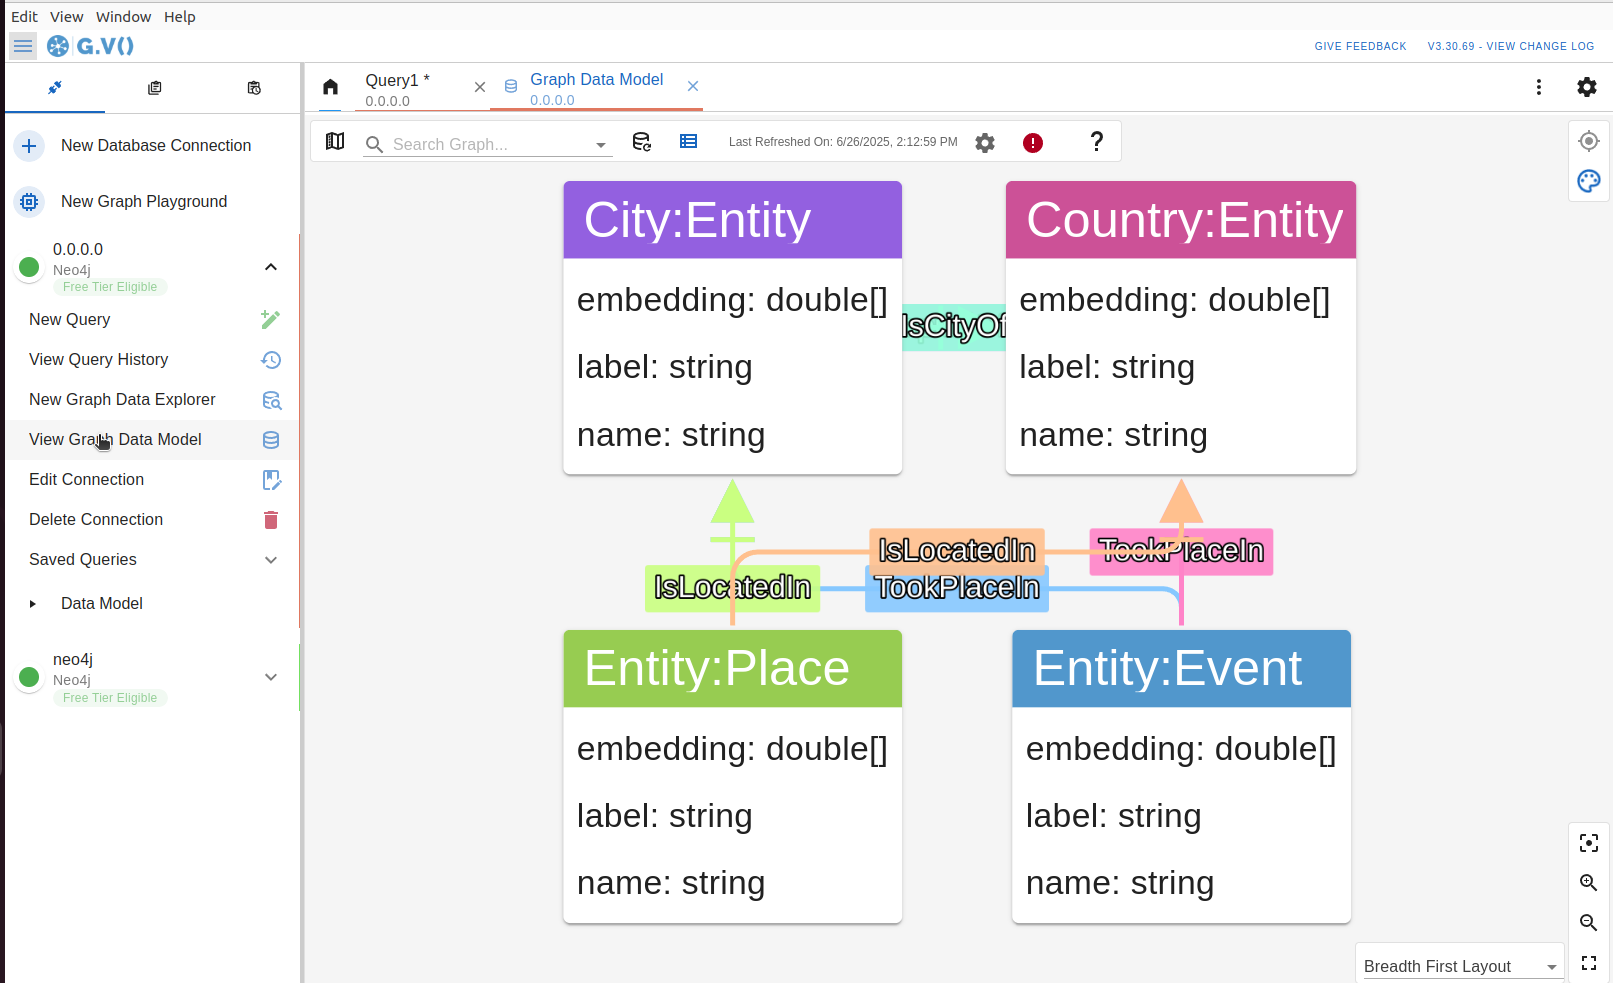 Edit View Window Help
G.V()
GIVE FEEDBACK
V3.30.69 - VIEW CHANGE LOG
New Database Connection
New Graph Playground
0.0.0.0
Neo4j
Free Tier Eligible
New Query
View Query History
New Graph Data Explorer
View Graph Data Model
Edit Connection
Delete Connection
Saved Queries
Data Model
neo4j
Neo4j
Free Tier Eligible
Query1 *
0.0.0.0
Graph Data Model
0.0.0.0
Search Graph...
Last Refreshed On: 6/26/2025, 2:12:59 PM
City:Entity
embedding: double[]
label: string
name: string
IsCityOf
Country:Entity
embedding: double[]
label: string
name: string
IsLocatedIn
TookPlaceIn
IsLocatedIn
TookPlaceIn
Entity:Place
embedding: double[]
label: string
name: string
Entity:Event
embedding: double[]
label: string
name: string
Breadth First Layout